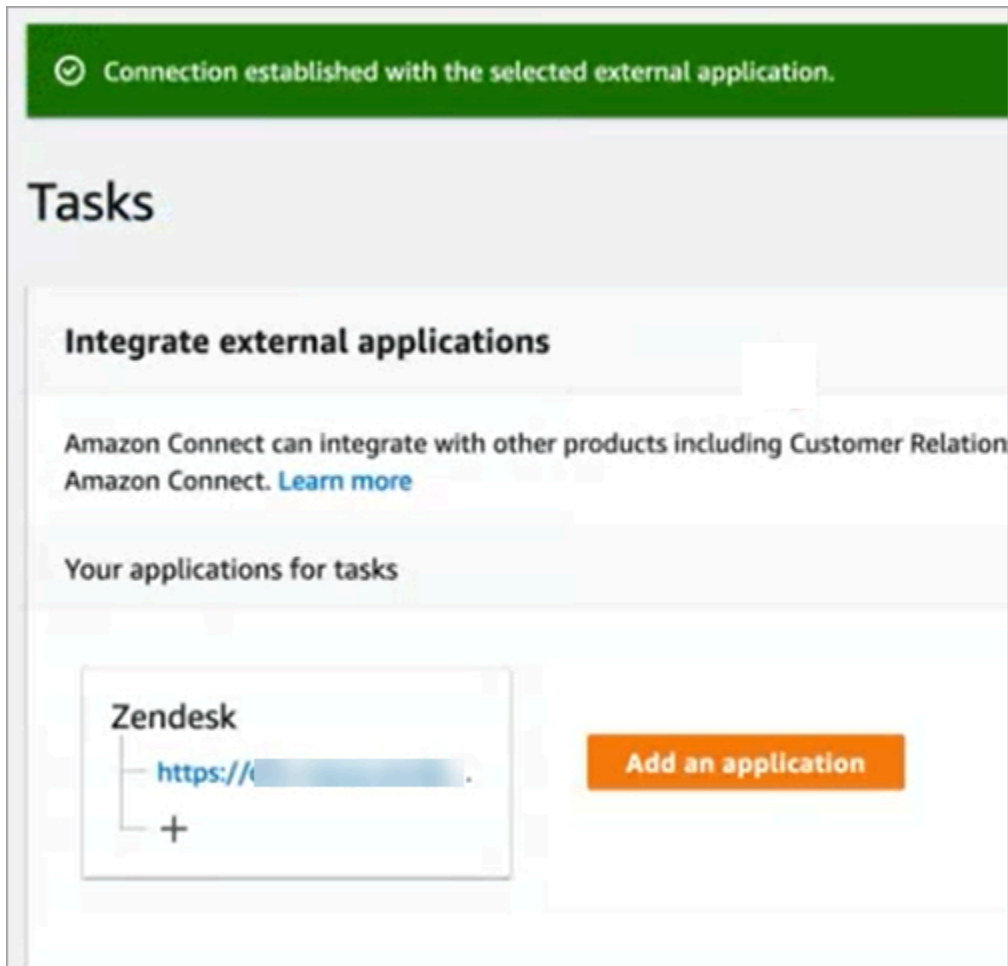 Connection established with the selected external application.
Tasks
Integrate external applications
Amazon Connect can integrate with other products including Customer Relation
Amazon Connect. Learn more
Your applications for tasks
Zendesk
https://
+
Add an application